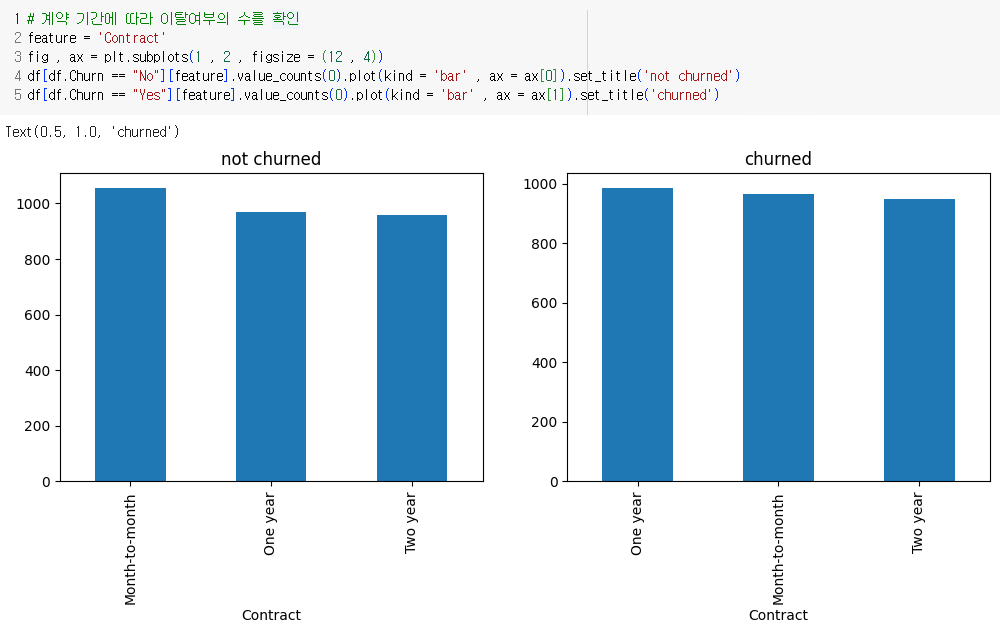 1 # 계약 기간에 따라 이탈여부의 수를 확인
2 feature = 'Contract'
3 fig , ax = plt.subplots(1 , 2 , figsize = (12 , 4))
4 df[df.Churn == "No"][feature].value_counts(0).plot(kind = 'bar' , ax = ax[0]).set_title('not churned')
5 df[df.Churn == "Yes"][feature].value_counts(0).plot(kind = 'bar' , ax = ax[1]).set_title('churned')
Text(0.5, 1.0, 'churned')
not churned
1000
800
600
400
200
0
Month-to-month
One year
Two year
Contract
churned
1000
800
600
400
200
0
One year
Month-to-month
Two year
Contract